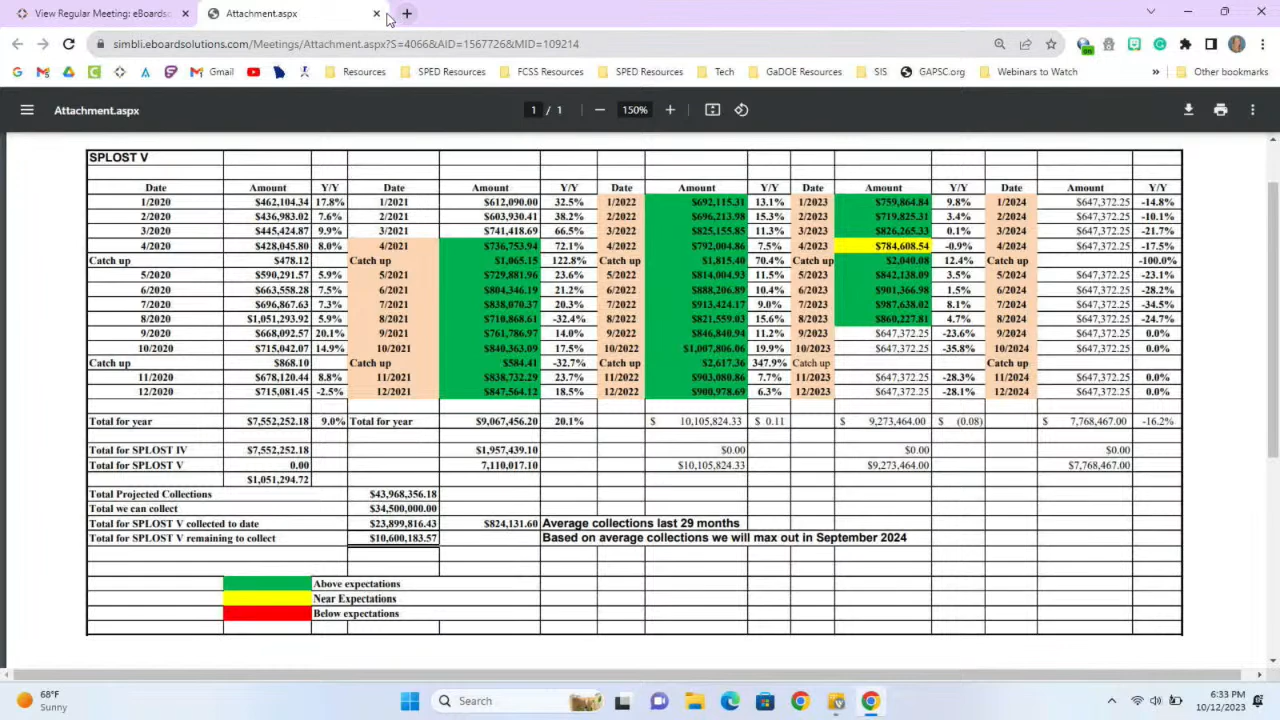 View Regular Meeting: eBoards
Attachment.aspx
simbli.eboardsolutions.com/Meetings/Attachment.aspx?S=4066&AID=1567726&MID=109214
Gmail Resources SPED Resources FCSS Resources SPED Resources Tech GaDOE Resources SIS GAPSC.org Webinars to Watch » Other bookmarks
Attachment.aspx 1 / 1 150%
SPLOST V
Date Amount Y/Y Date Amount Y/Y Date Amount Y/Y Date Amount Y/Y Date Amount Y/Y
1/2020 $462,104.34 17.8% 1/2021 $612,090.00 32.5% 1/2022 $692,115.31 13.1% 1/2023 $759,864.84 9.8% 1/2024 $647,372.25 -14.8%
2/2020 $436,983.02 7.6% 2/2021 $603,930.41 38.2% 2/2022 $696,213.98 15.3% 2/2023 $719,825.31 3.4% 2/2024 $647,372.25 -10.1%
3/2020 $445,424.87 9.9% 3/2021 $741,418.69 66.5% 3/2022 $825,155.85 11.3% 3/2023 $826,265.33 0.1% 3/2024 $647,372.25 -21.7%
4/2020 $428,045.80 8.0% 4/2021 $736,753.94 72.1% 4/2022 $792,004.86 7.5% 4/2023 $784,608.54 -0.9% 4/2024 $647,372.25 -17.5%
Catch up $478.12 Catch up $1,065.15 122.8% Catch up $1,815.40 70.4% Catch up $2,040.08 12.4% Catch up -100.0%
5/2020 $590,291.57 5.9% 5/2021 $729,881.96 23.6% 5/2022 $814,004.93 11.5% 5/2023 $842,138.09 3.5% 5/2024 $647,372.25 -23.1%
6/2020 $663,558.28 7.5% 6/2021 $804,346.19 21.2% 6/2022 $888,206.89 10.4% 6/2023 $901,366.98 1.5% 6/2024 $647,372.25 -28.2%
7/2020 $696,867.63 7.3% 7/2021 $838,070.37 20.3% 7/2022 $913,424.17 9.0% 7/2023 $987,638.02 8.1% 7/2024 $647,372.25 -34.5%
8/2020 $1,051,293.92 5.9% 8/2021 $710,868.61 -32.4% 8/2022 $821,559.03 15.6% 8/2023 $860,227.81 4.7% 8/2024 $647,372.25 -24.7%
9/2020 $668,092.57 20.1% 9/2021 $761,786.97 14.0% 9/2022 $846,840.94 11.2% 9/2023 $647,372.25 -23.6% 9/2024 $647,372.25 0.0%
10/2020 $715,042.07 14.9% 10/2021 $840,363.09 17.5% 10/2022 $1,007,806.06 19.9% 10/2023 $647,372.25 -35.8% 10/2024 $647,372.25 0.0%
Catch up $868.10 Catch up $584.41 -32.7% Catch up $2,617.36 347.9% Catch up Catch up
11/2020 $678,120.44 8.8% 11/2021 $838,732.29 23.7% 11/2022 $903,080.86 7.7% 11/2023 $647,372.25 -28.3% 11/2024 $647,372.25 0.0%
12/2020 $715,081.45 -2.5% 12/2021 $847,564.12 18.5% 12/2022 $900,978.69 6.3% 12/2023 $647,372.25 -28.1% 12/2024 $647,372.25 0.0%
Total for year $7,552,252.18 9.0% Total for year $9,067,456.20 20.1% $ 10,105,824.33 $ 0.11 $ 9,273,464.00 $ (0.08) $ 7,768,467.00 -16.2%
Total for SPLOST IV $7,552,252.18 $1,957,439.10 $0.00 $0.00 $0.00
Total for SPLOST V 0.00 7,110,017.10 $10,105,824.33 $9,273,464.00 $7,768,467.00
$1,051,294.72
Total Projected Collections $43,968,356.18
Total we can collect $34,500,000.00
Total for SPLOST V collected to date $23,899,816.43 $824,131.60 Average collections last 29 months
Total for SPLOST V remaining to collect $10,600,183.57 Based on average collections we will max out in September 2024
Above expectations
Near Expectations
Below expectations
68°F
Sunny
Search
6:33 PM
10/12/2023